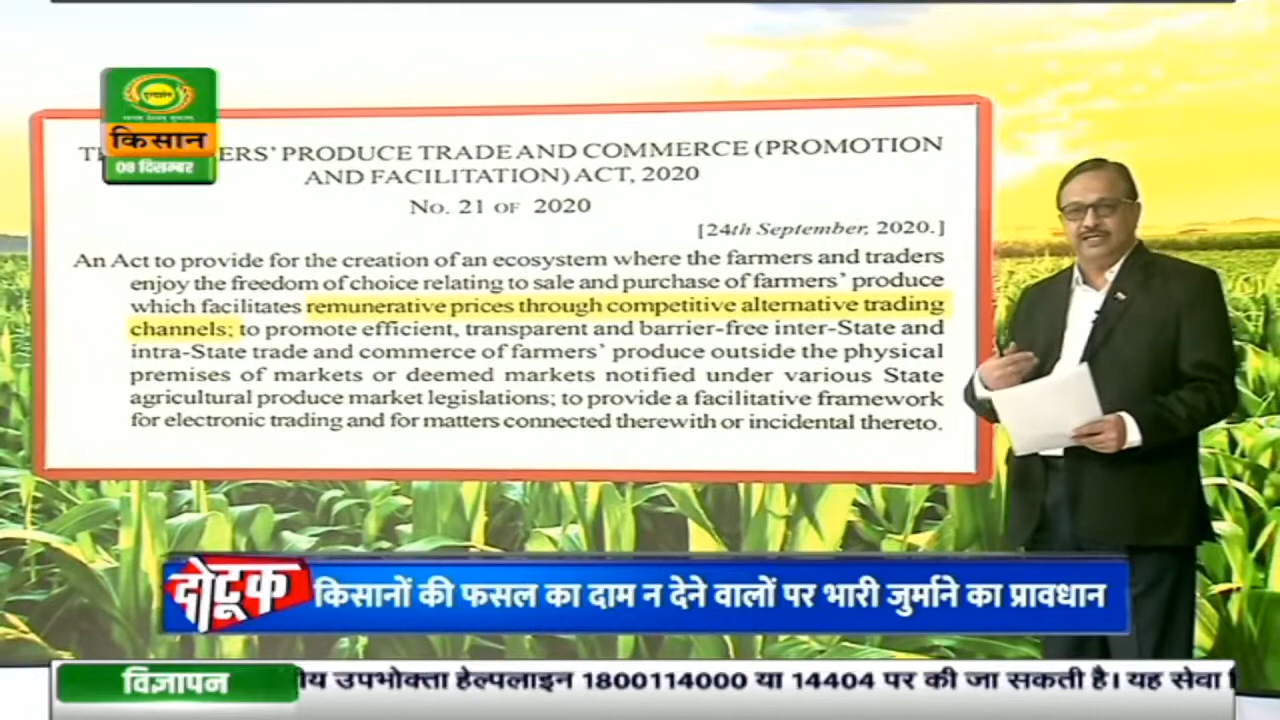 किसान
08 दिसम्बर
ERS' PRODUCE TRADE AND COMMERCE (PROMOTION
AND FACILITATION) ACT, 2020
No. 21 OF 2020
[24th September, 2020.]
An Act to provide for the creation of an ecosystem where the farmers and traders
enjoy the freedom of choice relating to sale and purchase of farmers' produce
which facilitates remunerative prices through competitive alternative trading
channels; to promote efficient, transparent and barrier-free inter-State and
intra-State trade and commerce of farmers' produce outside the physical
premises of markets or deemed markets notified under various State
agricultural produce market legislations; to provide a facilitative framework
for electronic trading and for matters connected therewith or incidental thereto.
दोटूक किसानों की फसल का दाम न देने वालों पर भारी जुर्माने का प्रावधान
विज्ञापन उपभोक्ता हेल्पलाइन 1800114000 या 14404 पर की जा सकती है। यह सेवा